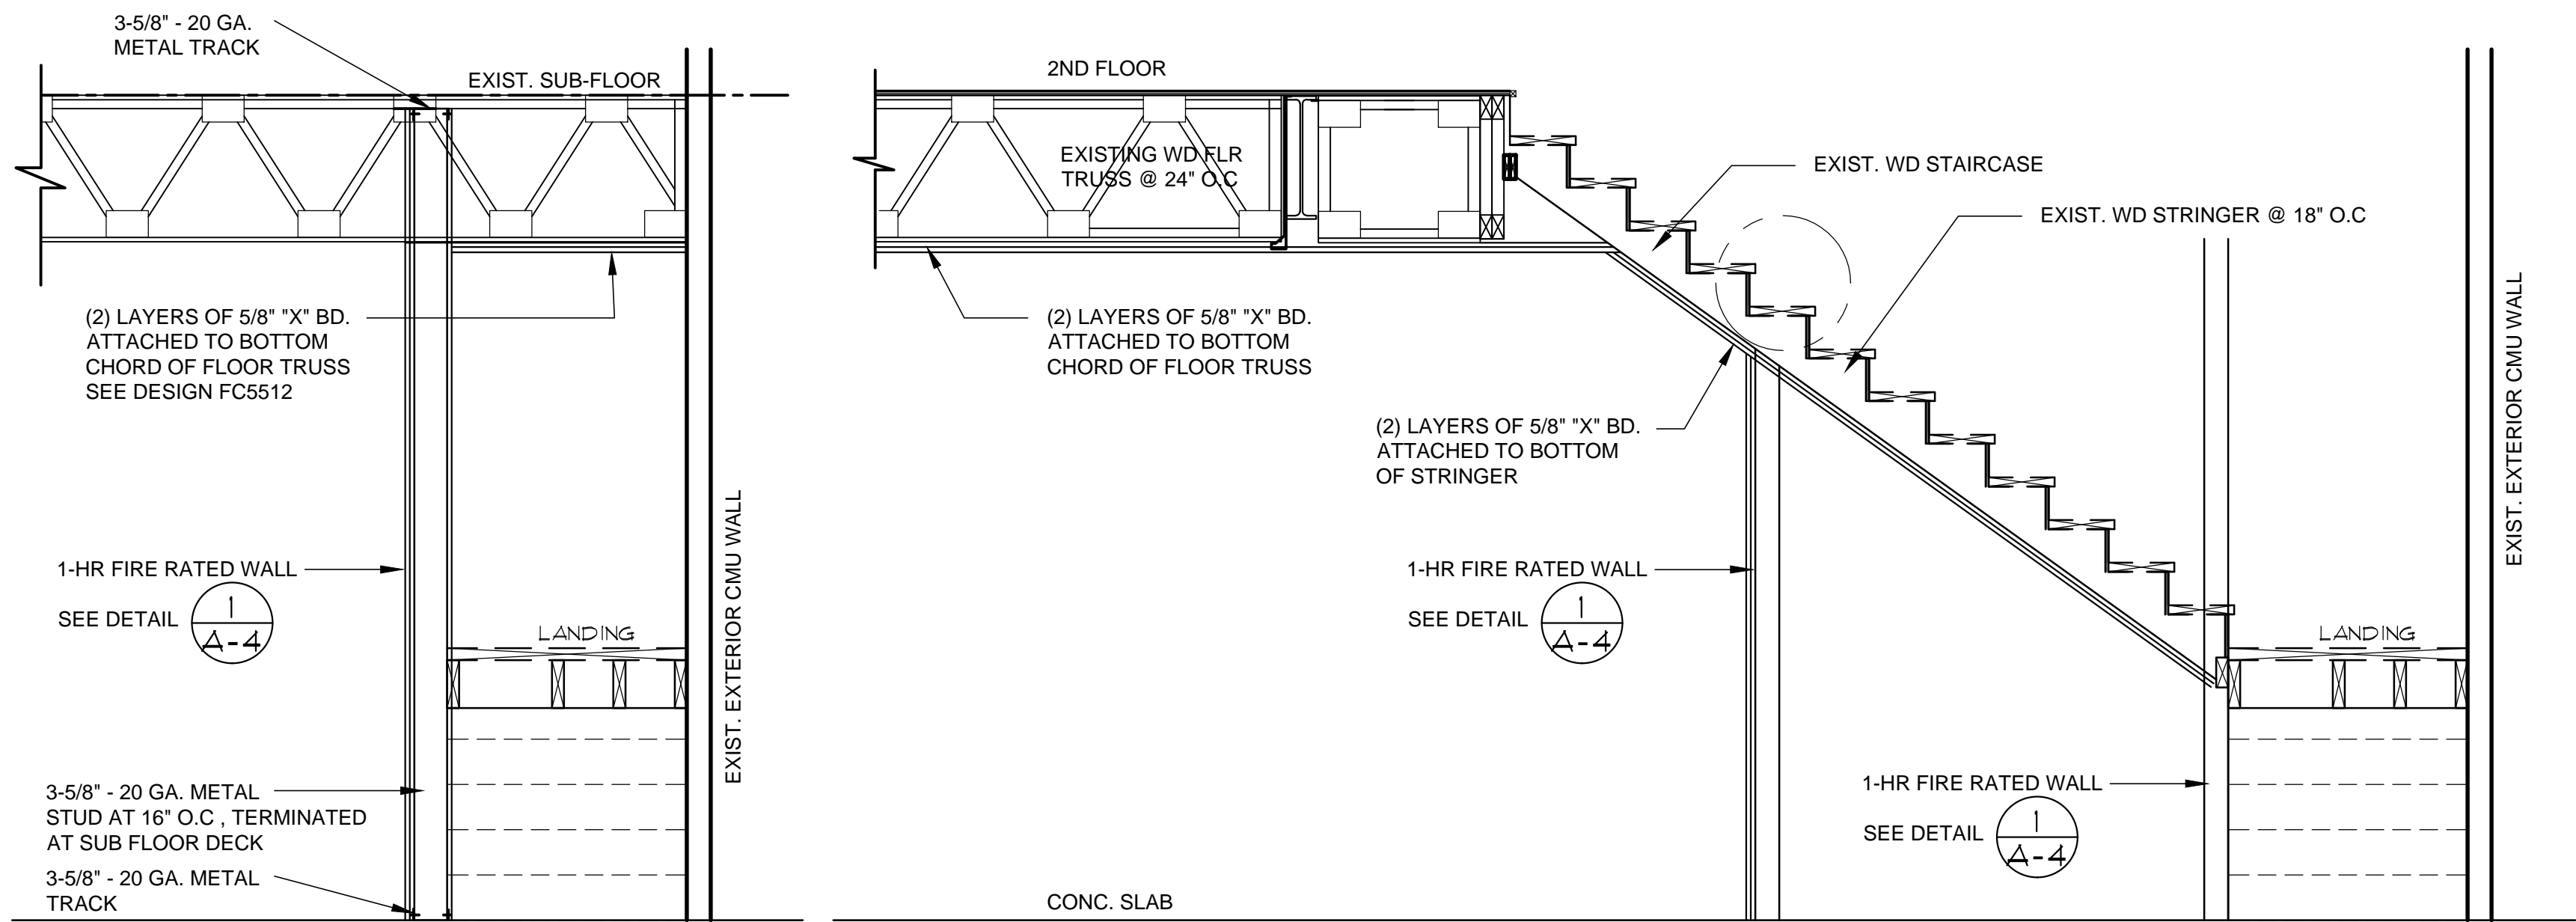 3-5/8" - 20 GA.
METAL TRACK
EXIST. SUB-FLOOR
(2) LAYERS OF 5/8" "X" BD.
ATTACHED TO BOTTOM
CHORD OF FLOOR TRUSS
SEE DESIGN FC5512
1-HR FIRE RATED WALL
SEE DETAIL
1
A-4
LANDING
EXIST. EXTERIOR CMU WALL
3-5/8" - 20 GA. METAL
STUD AT 16" O.C , TERMINATED
AT SUB FLOOR DECK
3-5/8" - 20 GA. METAL
TRACK
2ND FLOOR
EXISTING WD FLR
TRUSS @ 24" O.C
EXIST. WD STAIRCASE
EXIST. WD STRINGER @ 18" O.C
(2) LAYERS OF 5/8" "X" BD.
ATTACHED TO BOTTOM
CHORD OF FLOOR TRUSS
(2) LAYERS OF 5/8" "X" BD.
ATTACHED TO BOTTOM
OF STRINGER
1-HR FIRE RATED WALL
SEE DETAIL
1
A-4
LANDING
1-HR FIRE RATED WALL
SEE DETAIL
1
A-4
EXIST. EXTERIOR CMU WALL
CONC. SLAB